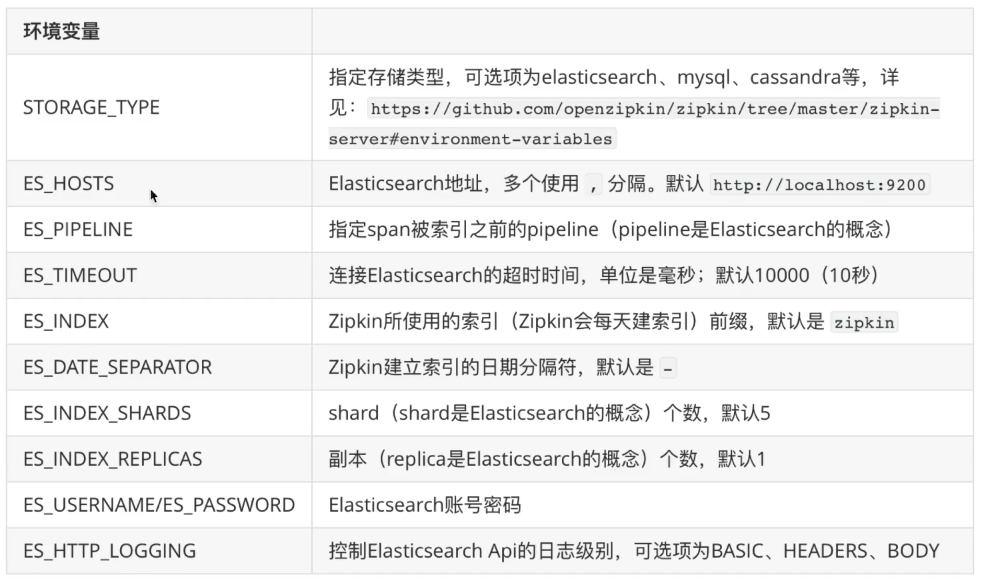 环境变量
STORAGE_TYPE
指定存储类型，可选项为elasticsearch、mysql、cassandra等，详
见：https://github.com/openzipkin/zipkin/tree/master/zipkin-
server#environment-variables
ES_HOSTS
Elasticsearch地址，多个使用 , 分隔。默认 http://localhost:9200
ES_PIPELINE
指定span被索引之前的pipeline（pipeline是Elasticsearch的概念）
ES_TIMEOUT
连接Elasticsearch的超时时间，单位是毫秒；默认10000（10秒）
ES_INDEX
Zipkin所使用的索引（Zipkin会每天建索引）前缀，默认是 zipkin
ES_DATE_SEPARATOR
Zipkin建立索引的日期分隔符，默认是 -
ES_INDEX_SHARDS
shard（shard是Elasticsearch的概念）个数，默认5
ES_INDEX_REPLICAS
副本（replica是Elasticsearch的概念）个数，默认1
ES_USERNAME/ES_PASSWORD
Elasticsearch账号密码
ES_HTTP_LOGGING
控制Elasticsearch Api的日志级别，可选项为BASIC、HEADERS、BODY